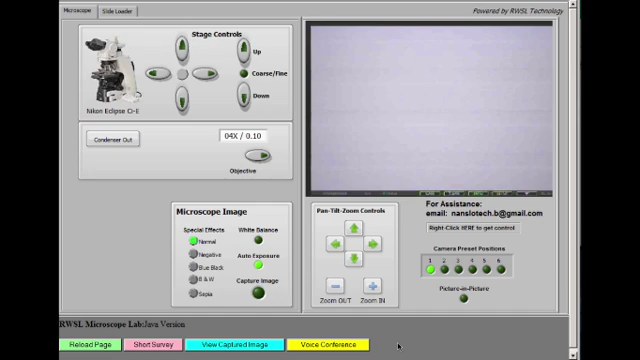 Microscope
Slide Loader
Powered by RWSL Technology
Stage Controls
Up
Coarse/Fine
Down
Nikon Eclipse Ci-E
Condenser Out
04X / 0.10
Objective
Microscope Image
Special Effects
Normal
Negative
Blue Black
B & W
Sepia
White Balance
Auto Exposure
Capture Image
Pan-Tilt-Zoom Controls
Zoom OUT
Zoom IN
For Assistance:
email: nanslotech.b@gmail.com
Right-Click HERE to get control
Camera Preset Positions
1 2 3 4 5 6
Picture-in-Picture
RWSL Microscope Lab:Java Version
Reload Page
Short Survey
View Captured Image
Voice Conference